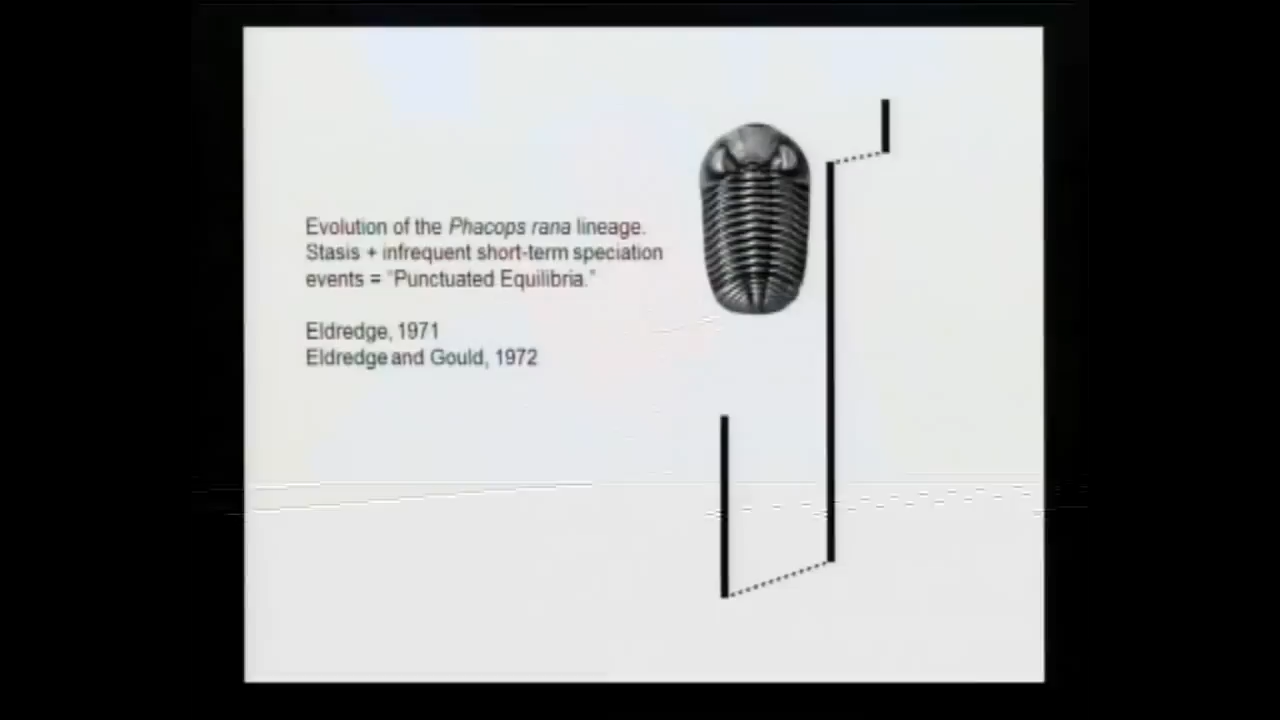 Evolution of the Phacops rana lineage.
Stasis + infrequent short-term speciation
events = "Punctuated Equilibria."
Eldredge, 1971
Eldredge and Gould, 1972